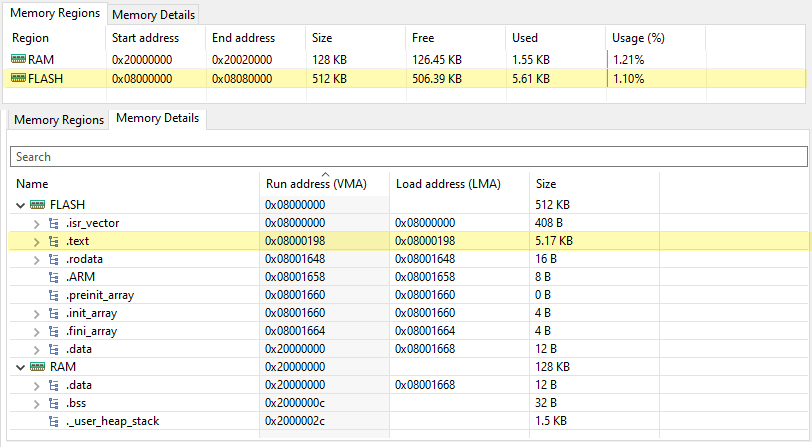 Memory Regions Memory Details
Region Start address End address Size Free Used Usage (%)
RAM 0x20000000 0x20020000 128 KB 126.45 KB 1.55 KB 1.21%
FLASH 0x08000000 0x08080000 512 KB 506.39 KB 5.61 KB 1.10%
Memory Regions Memory Details
Search
Name Run address (VMA) Load address (LMA) Size
FLASH 0x08000000 512 KB
.isr_vector 0x08000000 0x08000000 408 B
.text 0x08000198 0x08000198 5.17 KB
.rodata 0x08001648 0x08001648 16 B
.ARM 0x08001658 0x08001658 8 B
.preinit_array 0x08001660 0x08001660 0 B
.init_array 0x08001660 0x08001660 4 B
.fini_array 0x08001664 0x08001664 4 B
.data 0x20000000 0x08001668 12 B
RAM 0x20000000 128 KB
.data 0x20000000 0x08001668 12 B
.bss 0x2000000c 32 B
._user_heap_stack 0x2000002c 1.5 KB